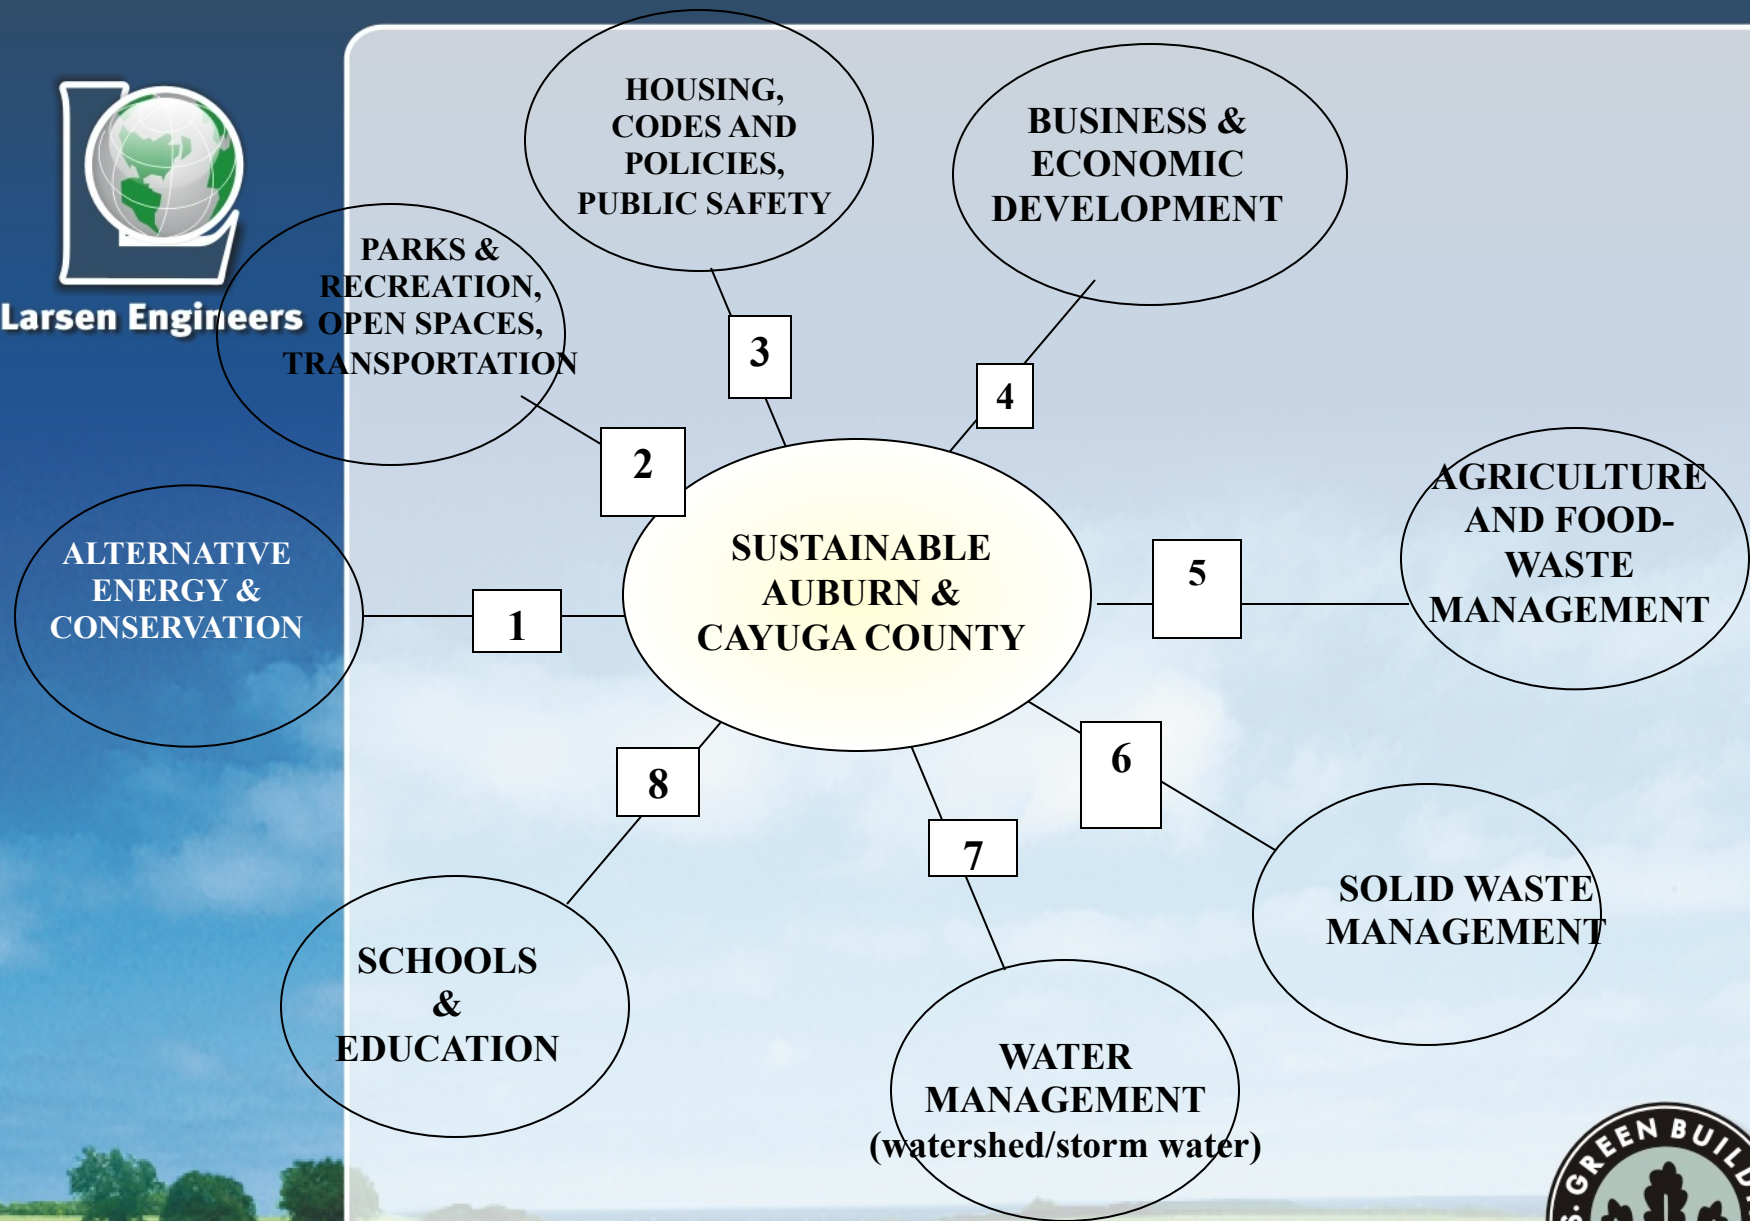 Larsen Engineers
HOUSING,
CODES AND
POLICIES,
PUBLIC SAFETY
BUSINESS &
ECONOMIC
DEVELOPMENT
PARKS &
RECREATION,
OPEN SPACES,
TRANSPORTATION
3
4
2
AGRICULTURE
AND FOOD-
WASTE
MANAGEMENT
ALTERNATIVE
ENERGY &
CONSERVATION
1
SUSTAINABLE
AUBURN &
CAYUGA COUNTY
5
8
6
7
SOLID WASTE
MANAGEMENT
SCHOOLS
&
EDUCATION
WATER
MANAGEMENT
(watershed/storm water)
S. GREEN BUILD